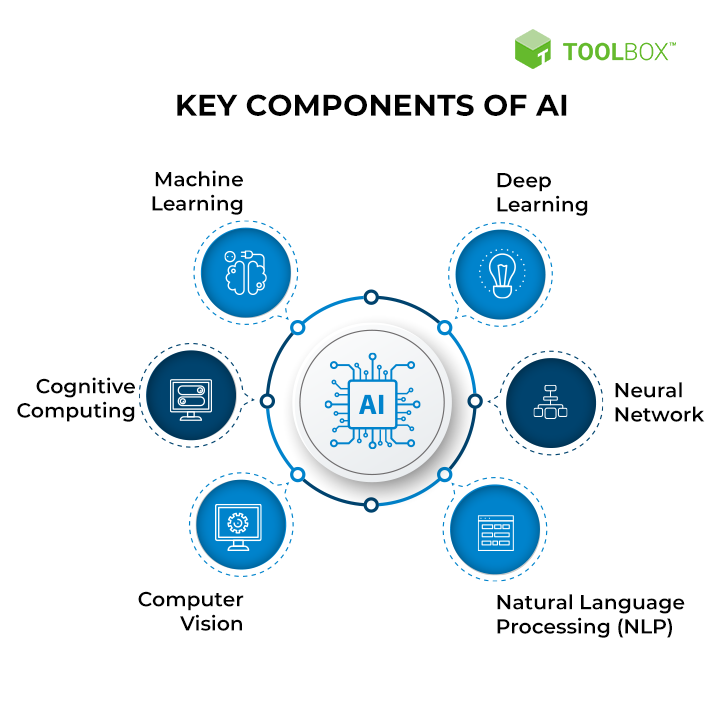 TOOLBOX™
KEY COMPONENTS OF AI
Machine
Learning
Deep
Learning
Cognitive
Computing
AI
Neural
Network
Computer
Vision
Natural Language
Processing (NLP)